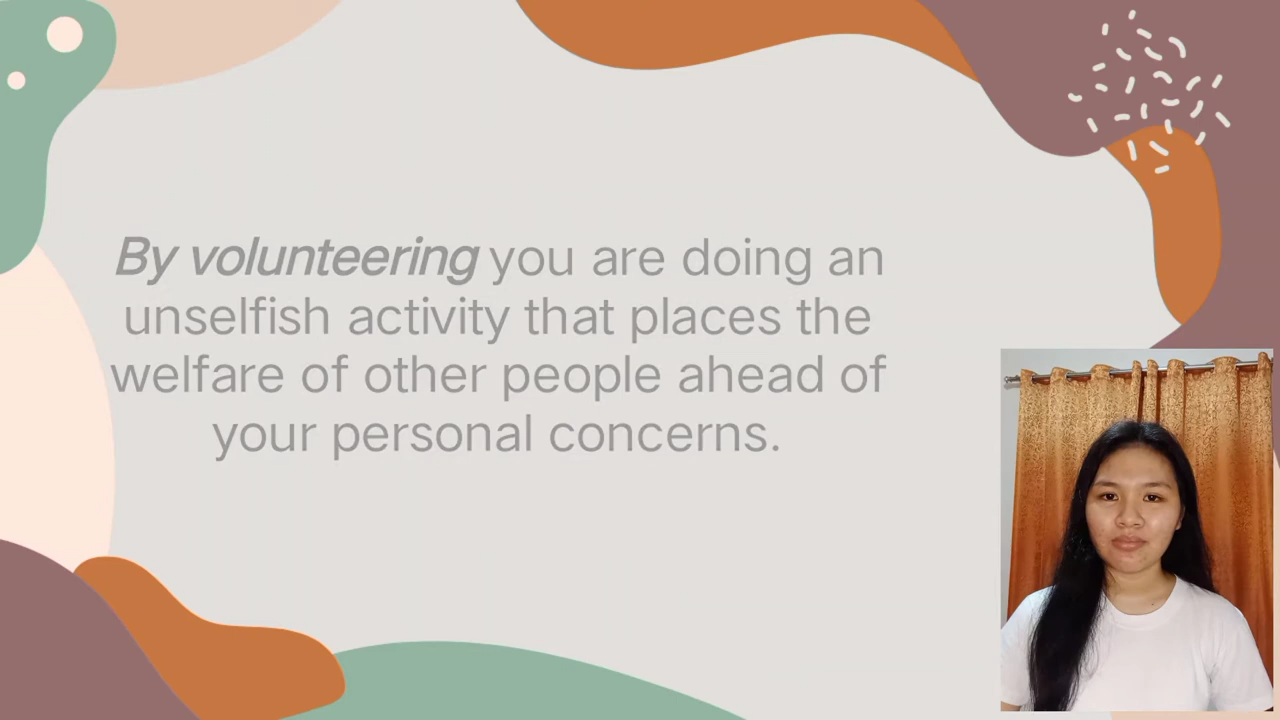 By volunteering you are doing an
unselfish activity that places the
welfare of other people ahead of
your personal concerns.